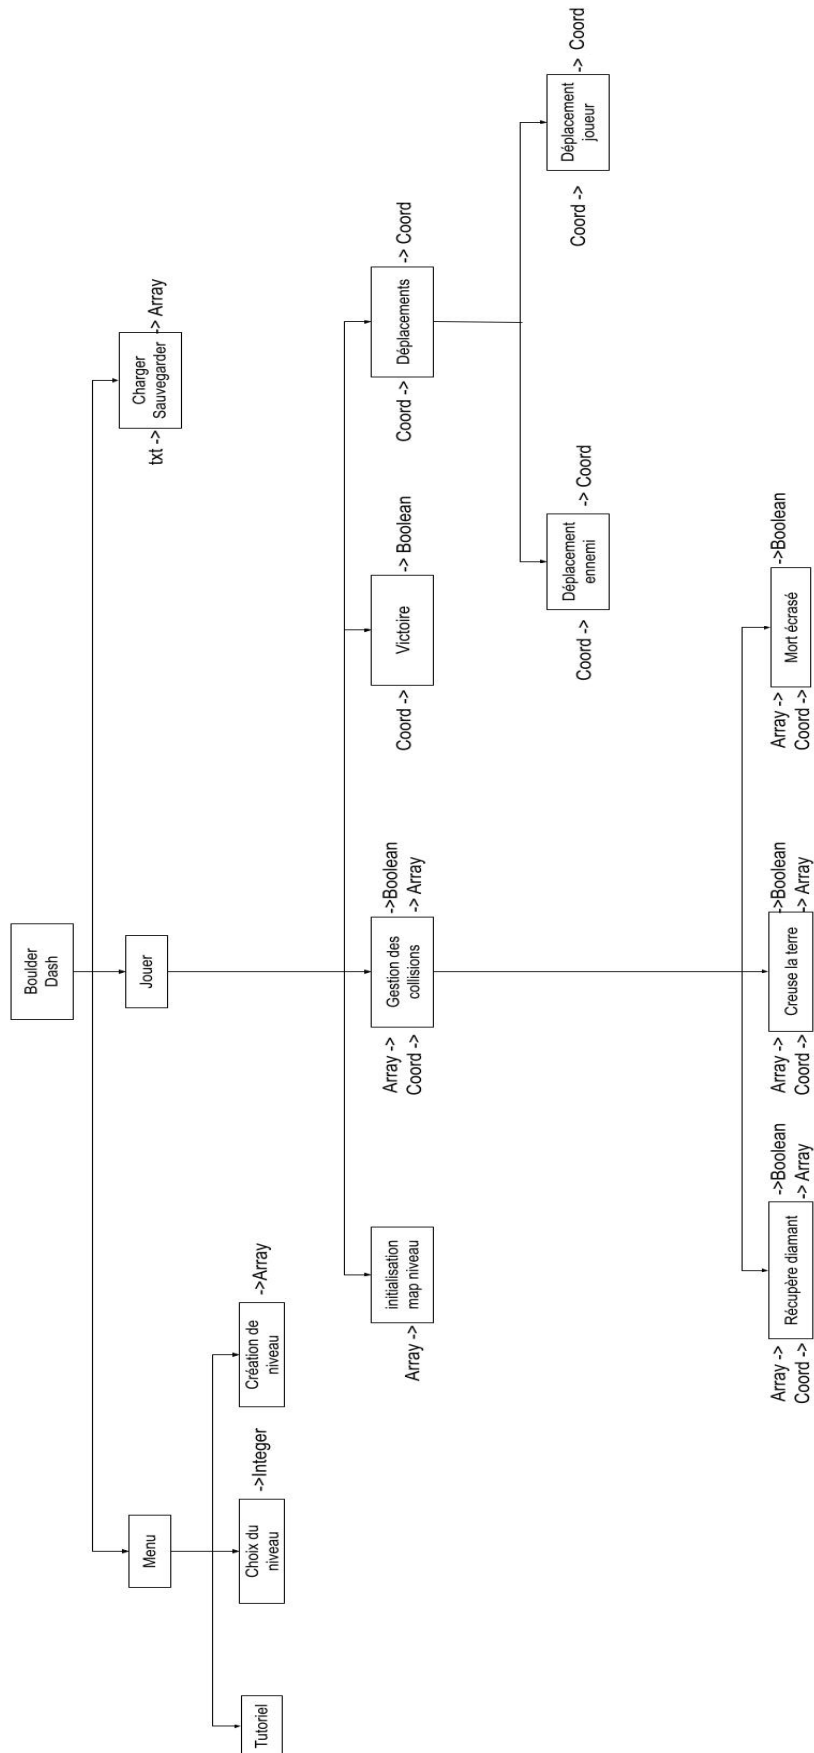 Boulder
Dash
Menu
Jouer
txt ->
Charger
Sauvegarder
-> Array
Tutoriel
Choix du
niveau
->Integer
Création de
niveau
->Array
Array ->
initialisation
map niveau
Array ->
Coord ->
Gestion des
collisions
->Boolean
-> Array
Coord ->
Victoire
-> Boolean
Coord ->
Déplacements
-> Coord
Coord ->
Déplacement
ennemi
-> Coord
Coord ->
Déplacement
joueur
-> Coord
Array ->
Coord ->
Récupère diamant
->Boolean
-> Array
Array ->
Coord ->
Creuse la terre
->Boolean
-> Array
Array ->
Coord ->
Mort écrasé
->Boolean